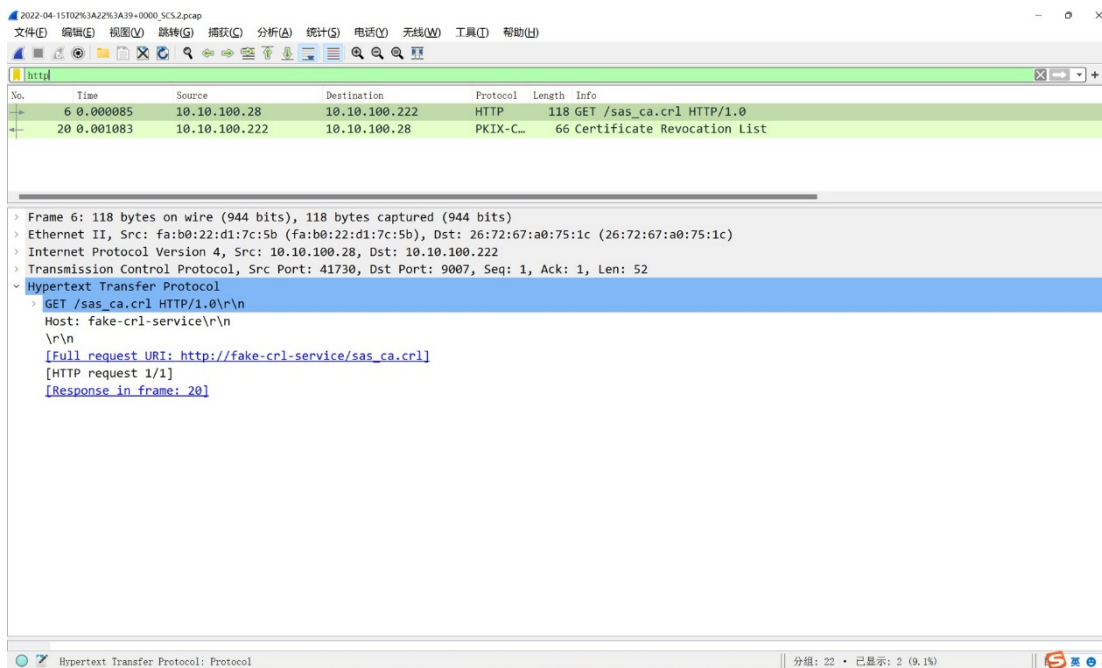 2022-04-15T02%3A22%3A39+0000_SCS.2.pcap
文件(F) 编辑(E) 视图(V) 跳转(G) 捕获(C) 分析(A) 统计(S) 电话(Y) 无线(W) 工具(T) 帮助(H)
http
No. Time Source Destination Protocol Length Info
6 0.000085 10.10.100.28 10.10.100.222 HTTP 118 GET /sas_ca.crl HTTP/1.0
20 0.001083 10.10.100.222 10.10.100.28 PKIX-C… 66 Certificate Revocation List
Frame 6: 118 bytes on wire (944 bits), 118 bytes captured (944 bits)
Ethernet II, Src: fa:b0:22:d1:7c:5b (fa:b0:22:d1:7c:5b), Dst: 26:72:67:a0:75:1c (26:72:67:a0:75:1c)
Internet Protocol Version 4, Src: 10.10.100.28, Dst: 10.10.100.222
Transmission Control Protocol, Src Port: 41730, Dst Port: 9007, Seq: 1, Ack: 1, Len: 52
Hypertext Transfer Protocol
GET /sas_ca.crl HTTP/1.0\r\n
Host: fake-crl-service\r\n
\r\n
[Full request URI: http://fake-crl-service/sas_ca.crl]
[HTTP request 1/1]
[Response in frame: 20]
Hypertext Transfer Protocol: Protocol 分组: 22 · 已显示: 2 (9.1%) 英